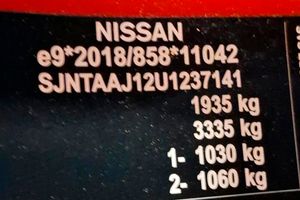 NISSAN
e9*2018/858*11042
SJNTAAJ12U1237141
1935 kg
3335 kg
1- 1030 kg
2- 1060 kg